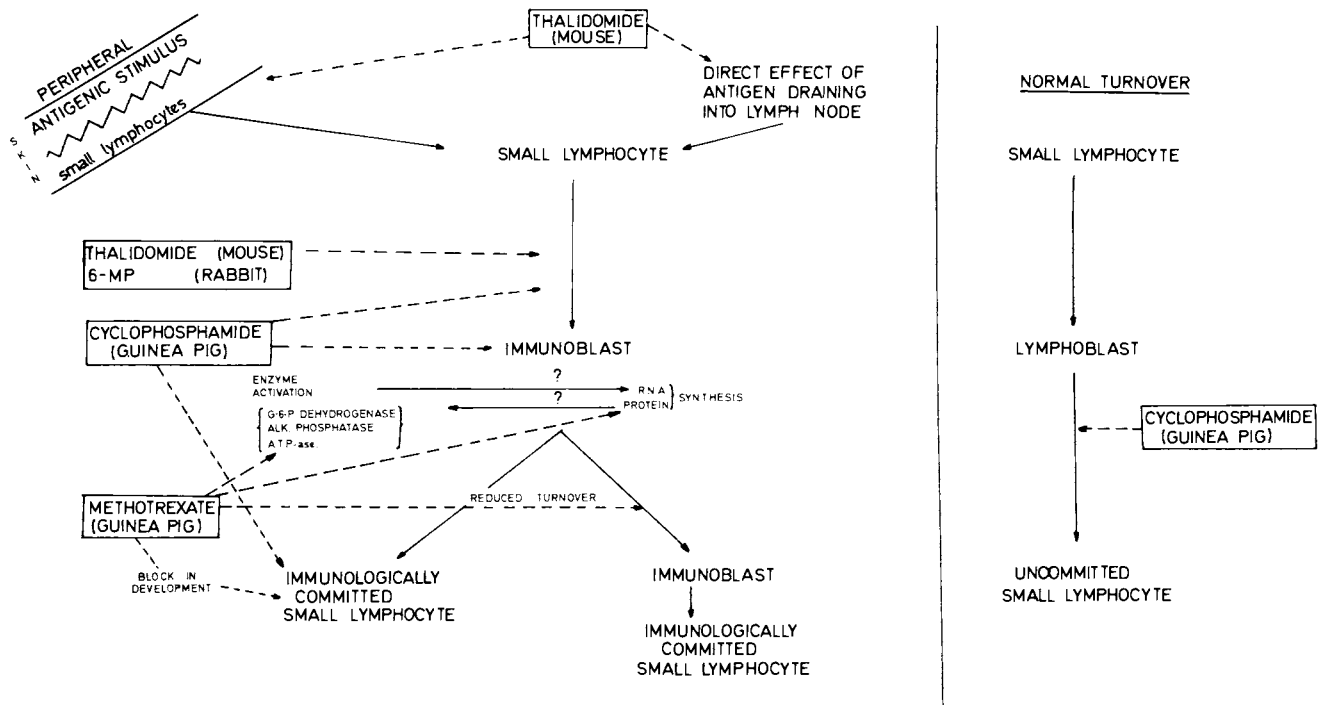 THALIDOMIDE
(MOUSE)
PERIPHERAL
ANTIGENIC STIMULUS
small lymphocytes
SKIN
DIRECT EFFECT OF
ANTIGEN DRAINING
INTO LYMPH NODE
SMALL LYMPHOCYTE
THALIDOMIDE (MOUSE)
6-MP (RABBIT)
CYCLOPHOSPHAMIDE
(GUINEA PIG)
IMMUNOBLAST
ENZYME
ACTIVATION
?
?
RNA
PROTEIN
SYNTHESIS
G-6-P DEHYDROGENASE
ALK. PHOSPHATASE
A.T.P-ase.
METHOTREXATE
(GUINEA PIG)
REDUCED TURNOVER
BLOCK IN
DEVELOPMENT
IMMUNOLOGICALLY
COMMITTED
SMALL LYMPHOCYTE
IMMUNOBLAST
IMMUNOLOGICALLY
COMMITTED
SMALL LYMPHOCYTE
NORMAL TURNOVER
SMALL LYMPHOCYTE
LYMPHOBLAST
CYCLOPHOSPHAMIDE
(GUINEA PIG)
UNCOMMITTED
SMALL LYMPHOCYTE